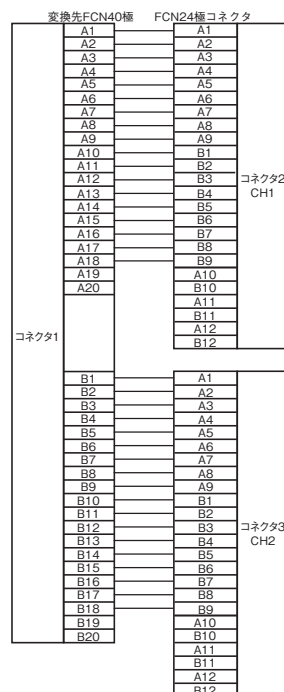 変換先FCN40極 FCN24極コネクタ
A1 A1
A2 A2
A3 A3
A4 A4
A5 A5
A6 A6
A7 A7
A8 A8
A9 A9
A10 B1
A11 B2
A12 B3
A13 B4
A14 B5
A15 B6
A16 B7
A17 B8
A18 B9
A19 A10
A20 B10
A11
B11
A12
B12
コネクタ2
CH1
コネクタ1
B1 A1
B2 A2
B3 A3
B4 A4
B5 A5
B6 A6
B7 A7
B8 A8
B9 A9
B10 B1
B11 B2
B12 B3
B13 B4
B14 B5
B15 B6
B16 B7
B17 B8
B18 B9
B19 A10
B20 B10
A11
B11
A12
B12
コネクタ3
CH2